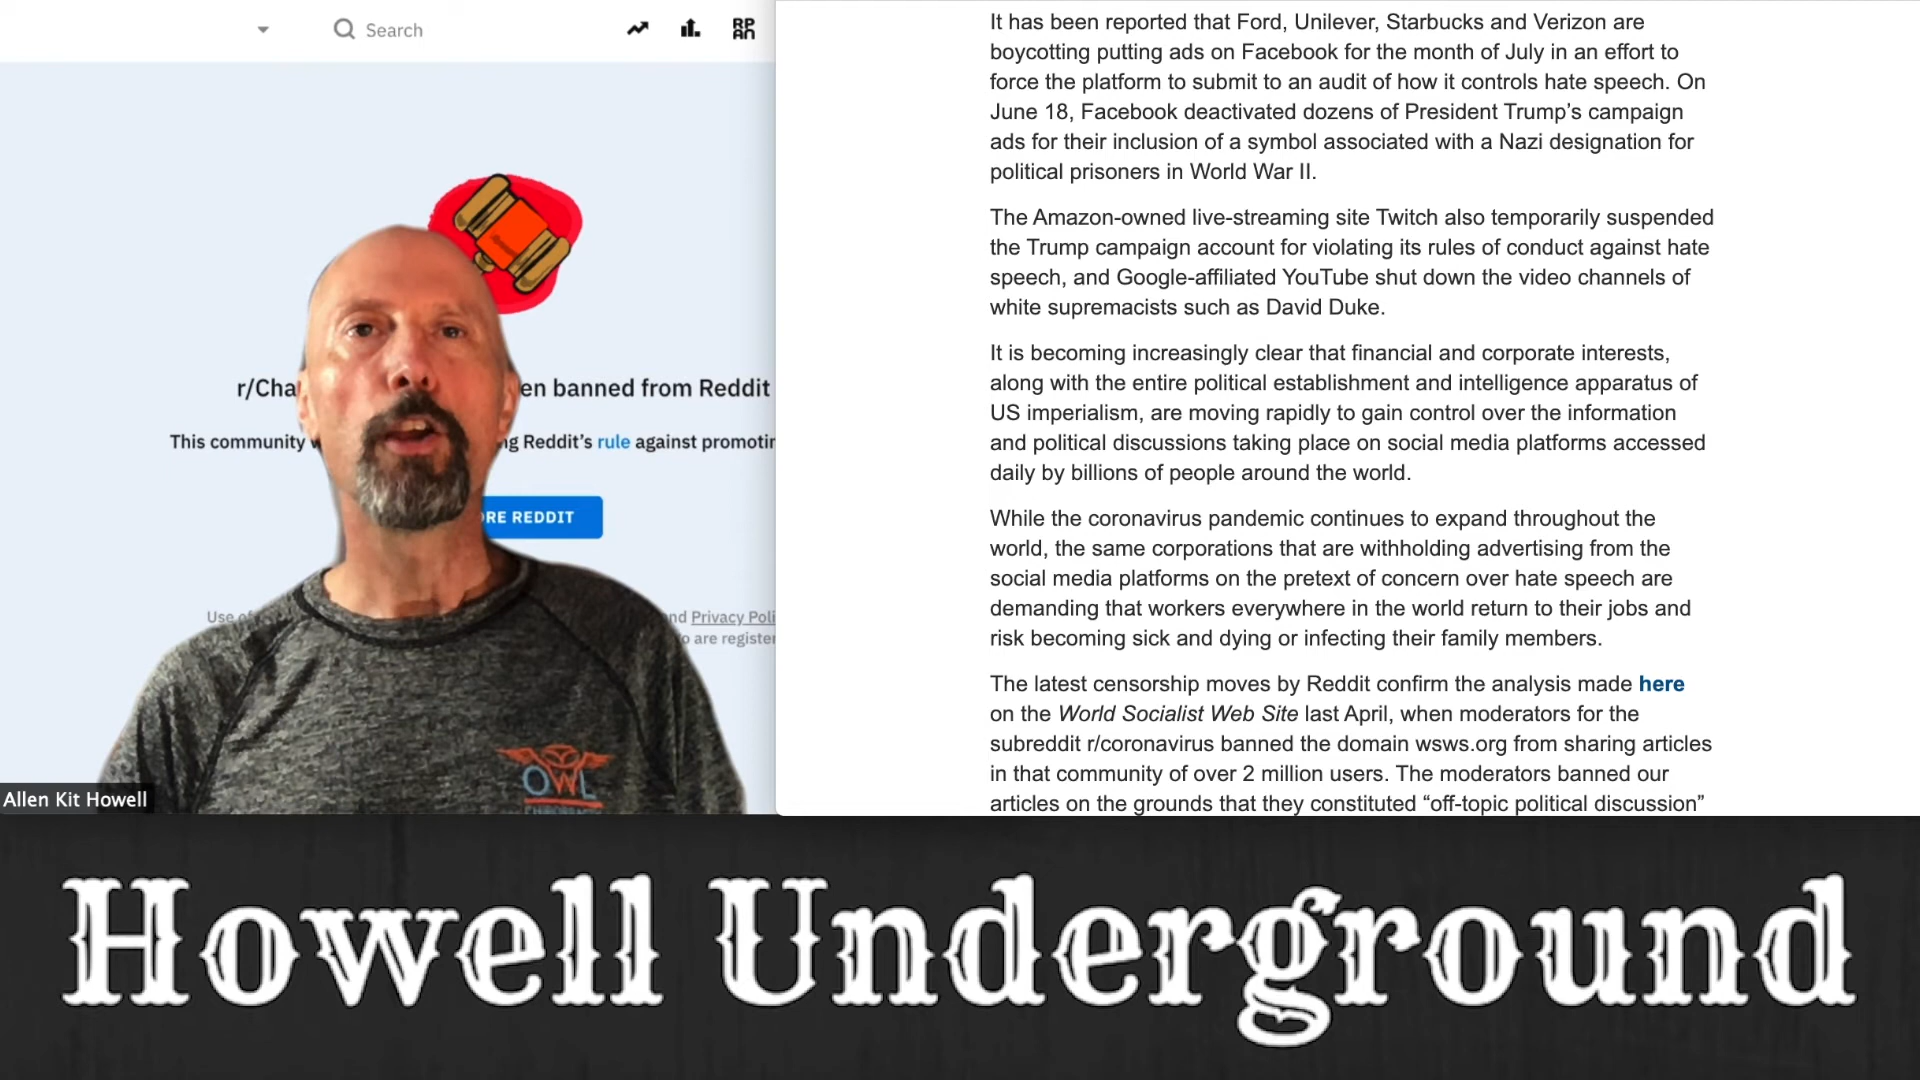 Search
RPAN
r/Cha en banned from Reddit
This community ng Reddit's rule against promotin
RE REDDIT
Use of nd Privacy Poli
are register
OWL
Allen Kit Howell
It has been reported that Ford, Unilever, Starbucks and Verizon are
boycotting putting ads on Facebook for the month of July in an effort to
force the platform to submit to an audit of how it controls hate speech. On
June 18, Facebook deactivated dozens of President Trump’s campaign
ads for their inclusion of a symbol associated with a Nazi designation for
political prisoners in World War II.
The Amazon-owned live-streaming site Twitch also temporarily suspended
the Trump campaign account for violating its rules of conduct against hate
speech, and Google-affiliated YouTube shut down the video channels of
white supremacists such as David Duke.
It is becoming increasingly clear that financial and corporate interests,
along with the entire political establishment and intelligence apparatus of
US imperialism, are moving rapidly to gain control over the information
and political discussions taking place on social media platforms accessed
daily by billions of people around the world.
While the coronavirus pandemic continues to expand throughout the
world, the same corporations that are withholding advertising from the
social media platforms on the pretext of concern over hate speech are
demanding that workers everywhere in the world return to their jobs and
risk becoming sick and dying or infecting their family members.
The latest censorship moves by Reddit confirm the analysis made here
on the World Socialist Web Site last April, when moderators for the
subreddit r/coronavirus banned the domain wsws.org from sharing articles
in that community of over 2 million users. The moderators banned our
articles on the grounds that they constituted “off-topic political discussion”
Howell Underground